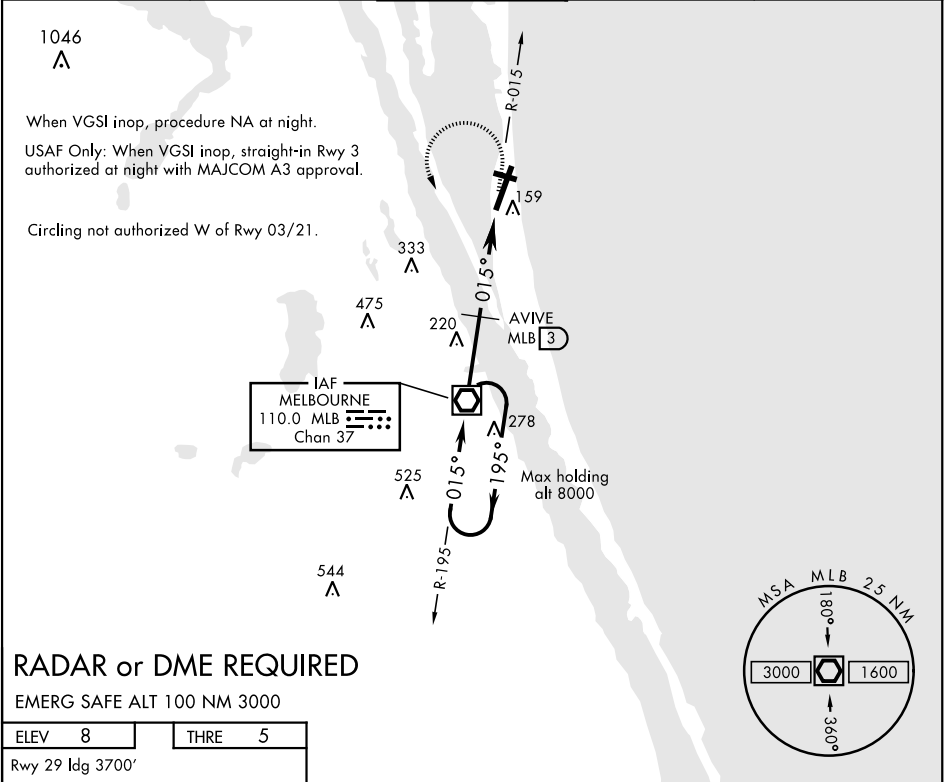 1046
When VGSI inop, procedure NA at night.
USAF Only: When VGSI inop, straight-in Rwy 3
authorized at night with MAJCOM A3 approval.
Circling not authorized W of Rwy 03/21.
R-015
159
333
015°
475
220
AVIVE
MLB 3
IAF
MELBOURNE
110.0 MLB
Chan 37
278
015°
195°
525
Max holding
alt 8000
R-195
544
MSA MLB 25 NM
180°
3000
1600
360°
RADAR or DME REQUIRED
EMERG SAFE ALT 100 NM 3000
ELEV 8
THRE 5
Rwy 29 ldg 3700'